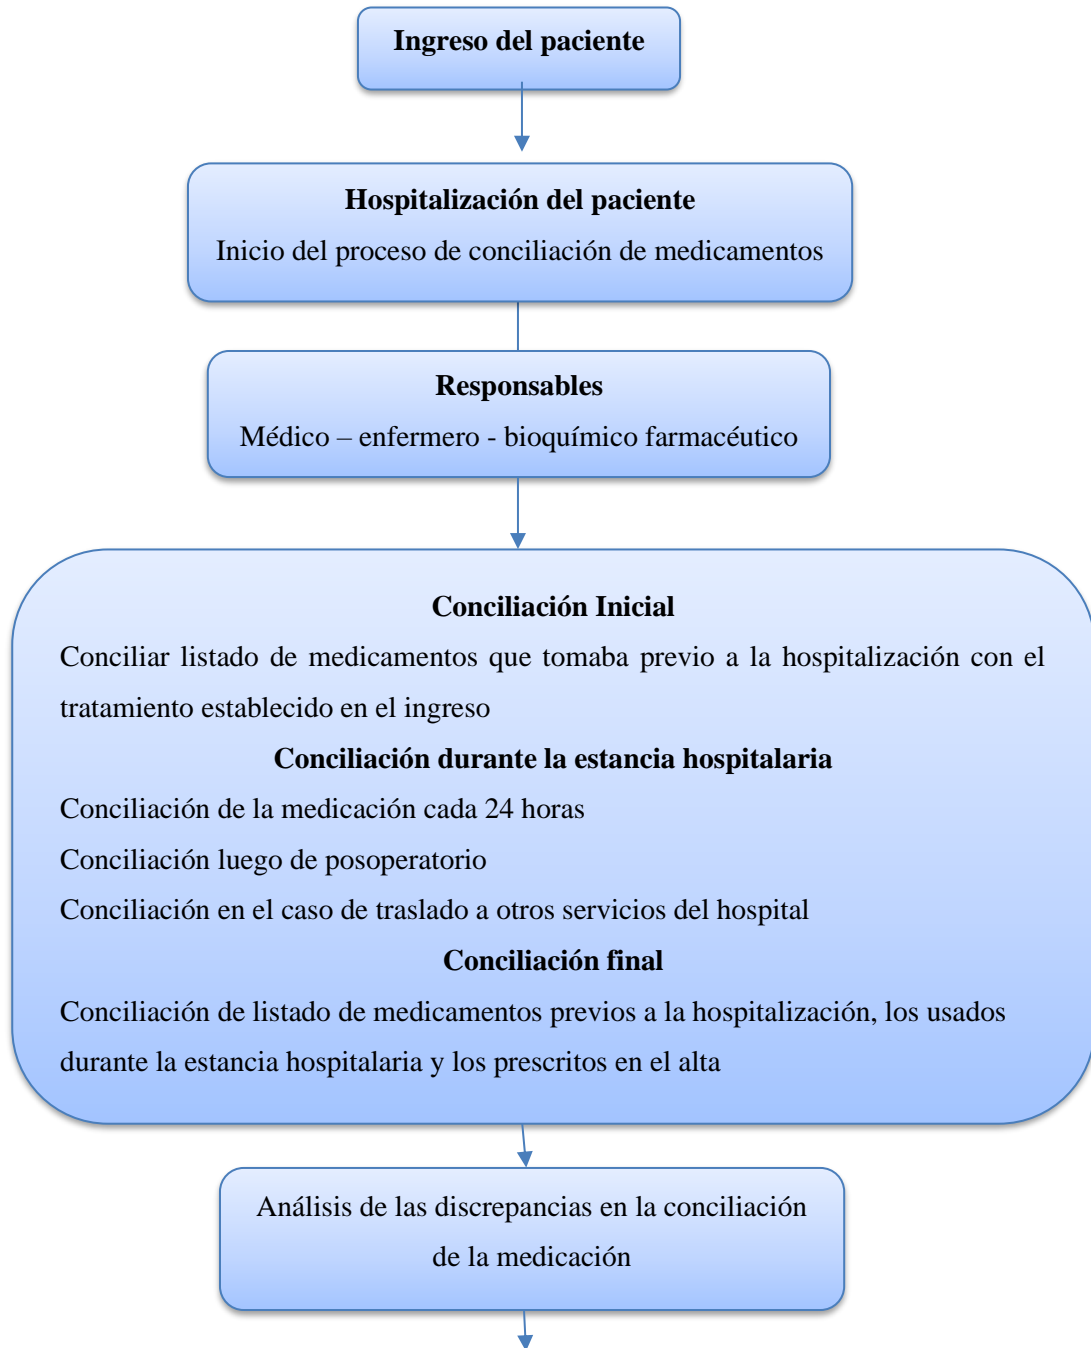 Ingreso del paciente
Hospitalización del paciente
Inicio del proceso de conciliación de medicamentos
Responsables
Médico – enfermero - bioquímico farmacéutico
Conciliación Inicial
Conciliar listado de medicamentos que tomaba previo a la hospitalización con el
tratamiento establecido en el ingreso
Conciliación durante la estancia hospitalaria
Conciliación de la medicación cada 24 horas
Conciliación luego de posoperatorio
Conciliación en el caso de traslado a otros servicios del hospital
Conciliación final
Conciliación de listado de medicamentos previos a la hospitalización, los usados
durante la estancia hospitalaria y los prescritos en el alta
Análisis de las discrepancias en la conciliación
de la medicación